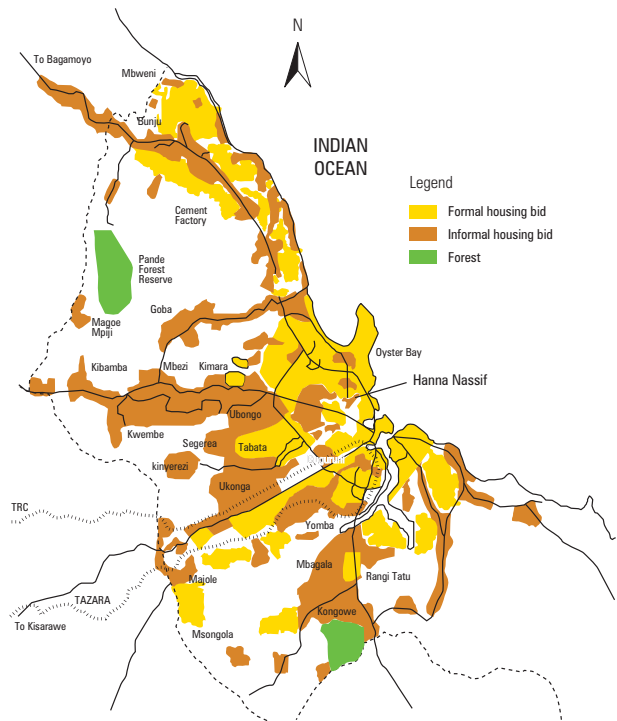 N
To Bagamoyo
Mbweni
Bunju
INDIAN
OCEAN
Legend
Formal housing bid
Informal housing bid
Forest
Cement
Factory
Pande
Forest
Reserve
Magoe
Mpiji
Goba
Oyster Bay
Kibamba
Mbezi
Kimara
Hanna Nassif
Ubongo
Kwembe
Segerea
Tabata
kinyerezi
Ukonga
TRC
Yomba
Mbagala
Rangi Tatu
Majole
TAZARA
Kongowe
To Kisarawe
Msongola